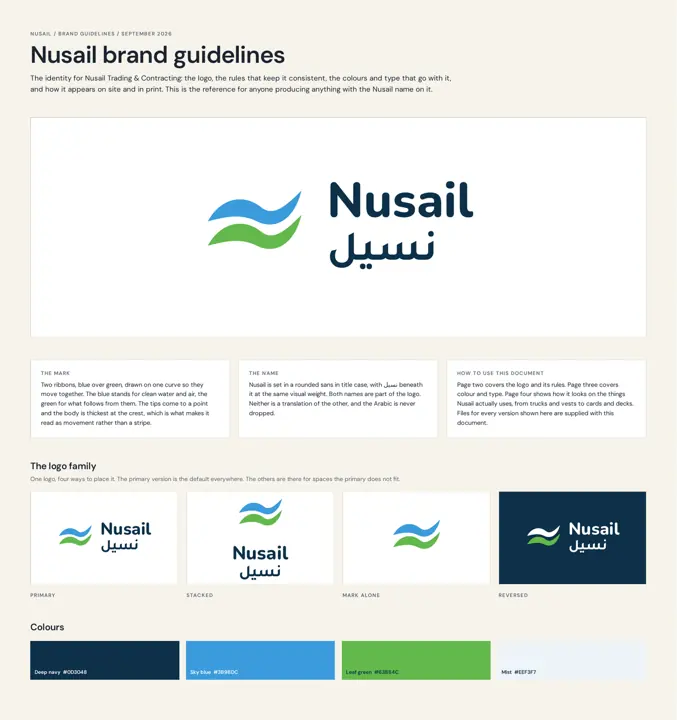 NUSAIL / BRAND GUIDELINES / SEPTEMBER 2026
Nusail brand guidelines
The identity for Nusail Trading & Contracting: the logo, the rules that keep it consistent, the colours and type that go with it,
and how it appears on site and in print. This is the reference for anyone producing anything with the Nusail name on it.
Nusail
نسيل
THE MARK
Two ribbons, blue over green, drawn on one curve so they
move together. The blue stands for clean water and air, the
green for what follows from them. The tips come to a point
and the body is thickest at the crest, which is what makes it
read as movement rather than a stripe.
THE NAME
Nusail is set in a rounded sans in title case, with نسيل beneath
it at the same visual weight. Both names are part of the logo.
Neither is a translation of the other, and the Arabic is never
dropped.
HOW TO USE THIS DOCUMENT
Page two covers the logo and its rules. Page three covers
colour and type. Page four shows how it looks on the things
Nusail actually uses, from trucks and vests to cards and decks.
Files for every version shown here are supplied with this
document.
The logo family
One logo, four ways to place it. The primary version is the default everywhere. The others are there for spaces the primary does not fit.
Nusail
نسيل
Nusail
نسيل
Nusail
نسيل
PRIMARY
STACKED
MARK ALONE
REVERSED
Colours
Deep navy
Sky blue
Leaf green
Mist #EEF3F7